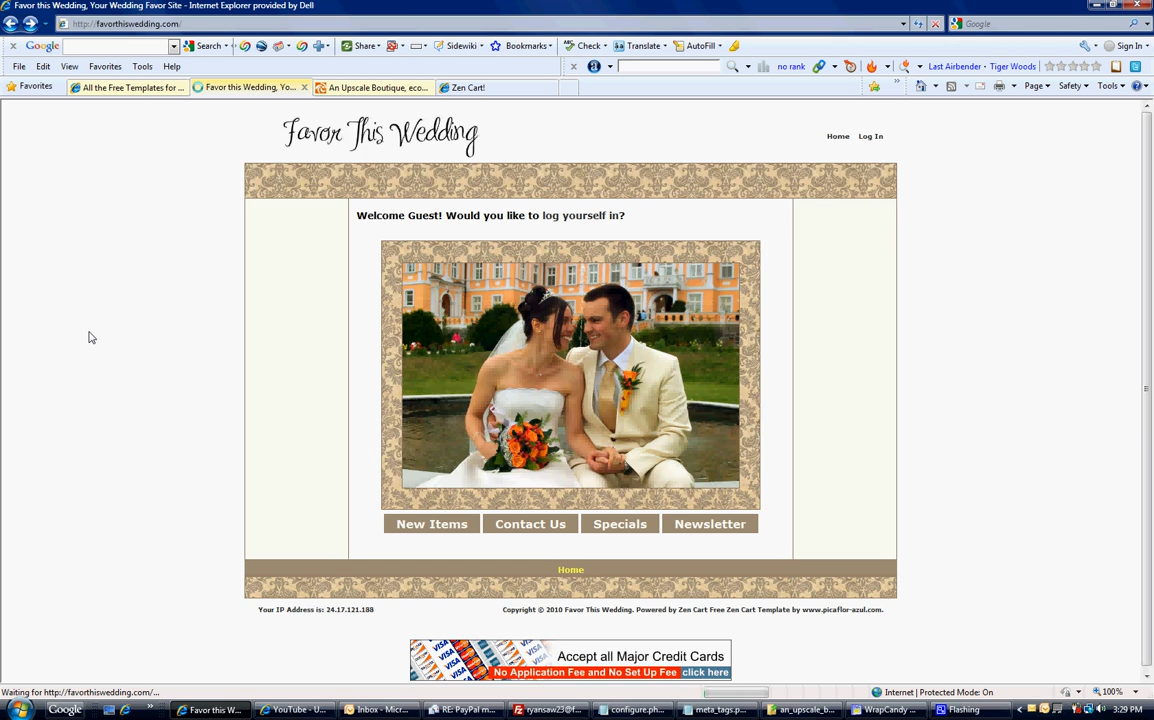 Favor this Wedding, Your Wedding Favor Site - Internet Explorer provided by Dell
http://favorthiswedding.com/
Google
Google
Search
Share
Sidewiki
Bookmarks
Check
Translate
AutoFill
Sign In
File Edit View Favorites Tools Help
no rank
Last Airbender
Tiger Woods
Favorites
All the Free Templates for ...
Favor this Wedding, Yo...
An Upscale Boutique, eco...
Zen Cart!
Page
Safety
Tools
Favor This Wedding
Home Log In
Welcome Guest! Would you like to log yourself in?
New Items
Contact Us
Specials
Newsletter
Home
Your IP Address is: 24.17.121.188
Copyright © 2010 Favor This Wedding. Powered by Zen Cart Free Zen Cart Template by www.picaflor-azul.com.
VISA
Accept all Major Credit Cards
No Application Fee and No Set Up Fee click here
Waiting for http://favorthiswedding.com/...
Internet | Protected Mode: On
100%
Google
Favor this W...
YouTube - U...
Inbox - Micr...
RE: PayPal m...
ryansaw23@f...
configure.ph...
meta_tags.p...
an_upscale_b...
WrapCandy ...
Flashing
3:29 PM